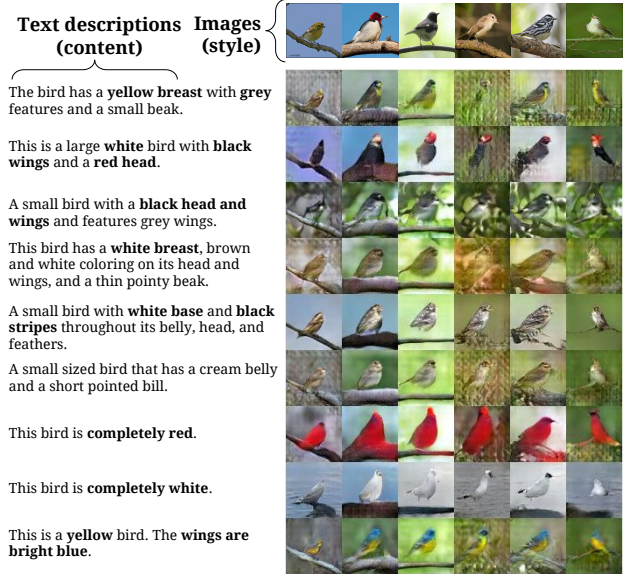 Text descriptions
(content)
Images
(style)
The bird has a yellow breast with grey
features and a small beak.
This is a large white bird with black
wings and a red head.
A small bird with a black head and
wings and features grey wings.
This bird has a white breast, brown
and white coloring on its head and
wings, and a thin pointy beak.
A small bird with white base and black
stripes throughout its belly, head, and
feathers.
A small sized bird that has a cream belly
and a short pointed bill.
This bird is completely red.
This bird is completely white.
This is a yellow bird. The wings are
bright blue.